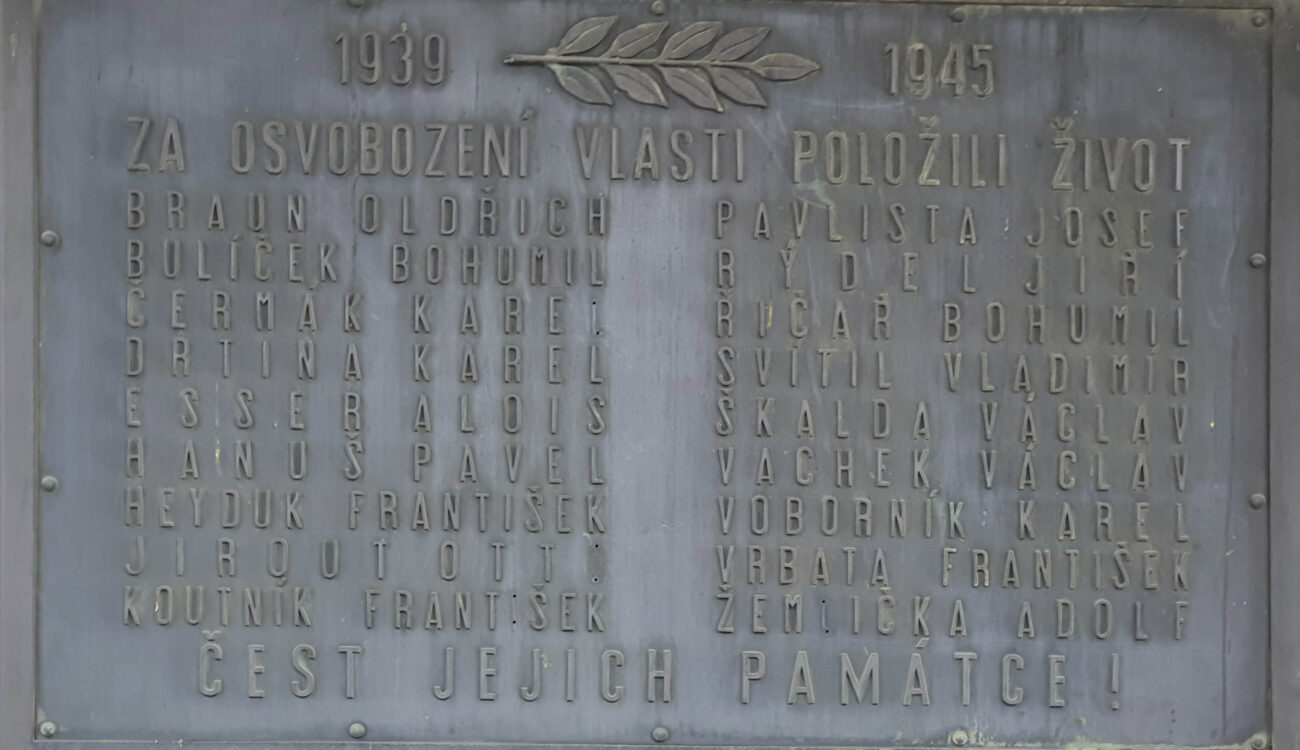 1939 1945
ZA OSVOBOZENÍ VLASTI POLOŽILI ŽIVOT
BRAUN OLDŘICH
BULÍČEK BOHUMIL
ČERMÁK KARE
DRTINA KAREL
ESSER ALOIS
HANUŠ PAVEL
HEYDUK FRANTIŠEK
JIROUT OTT
KOUTNÍK FRANTIŠEK
PAVLISTA JOSEF
RÝDEL JIŘÍ
ŘIČAŘ BOHUMIL
SVÍTIL VLADIMÍR
ŠKALDA VÁCLAV
VACHEK VÁCLAV
VOBORNÍK KAREL
VRBATA FRANTIŠEK
ŽEMLIČKA ADOLF
ČEST JEJICH PAMÁTCE !